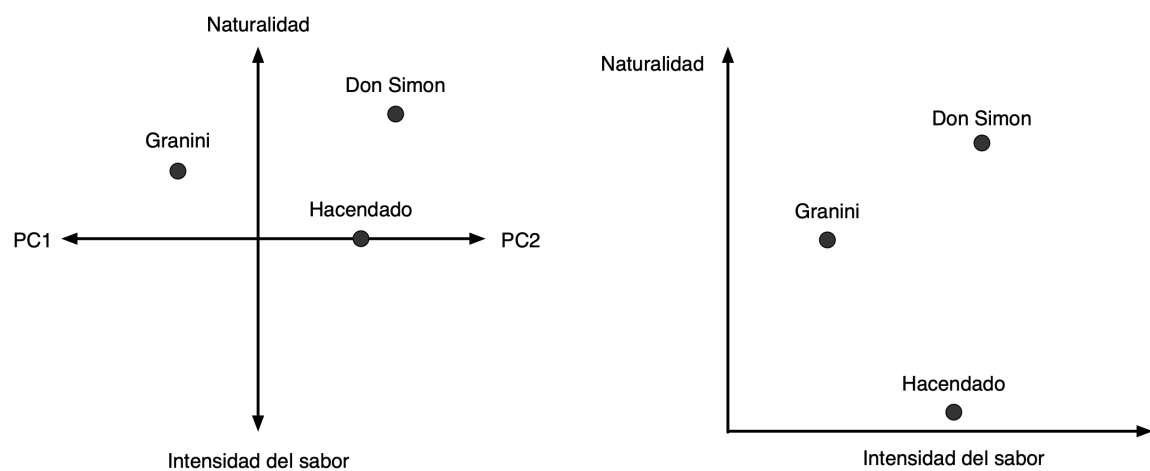 Naturalidad
Don Simon
Granini
Hacendado
PC1
PC2
Intensidad del sabor
Naturalidad
Don Simon
Granini
Hacendado
Intensidad del sabor